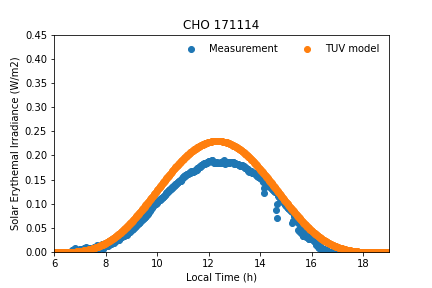 CHO 171114
Measurement
TUV model
Solar Erythemal Irradiance (W/m2)
0.45
0.40
0.35
0.30
0.25
0.20
0.15
0.10
0.05
0.00
6 8 10 12 14 16 18
Local Time (h)